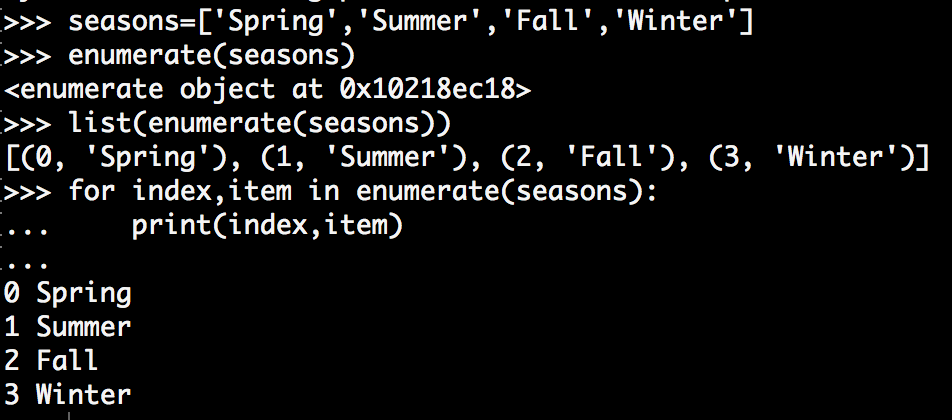 >>> seasons=['Spring','Summer','Fall','Winter']
>>> enumerate(seasons)
<enumerate object at 0x10218ec18>
>>> list(enumerate(seasons))
[(0, 'Spring'), (1, 'Summer'), (2, 'Fall'), (3, 'Winter')]
>>> for index,item in enumerate(seasons):
...     print(index,item)
...
0 Spring
1 Summer
2 Fall
3 Winter